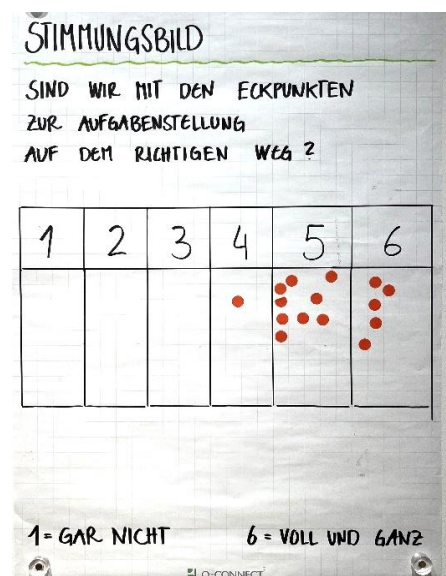 STIMMUNGSBILD
SIND WIR MIT DEN ECKPUNKTEN
ZUR AUFGABENSTELLUNG
AUF DEM RICHTIGEN WEG?
1 2 3 4 5 6
1 = GAR NICHT 6 = VOLL UND GANZ
Q-CONNECT